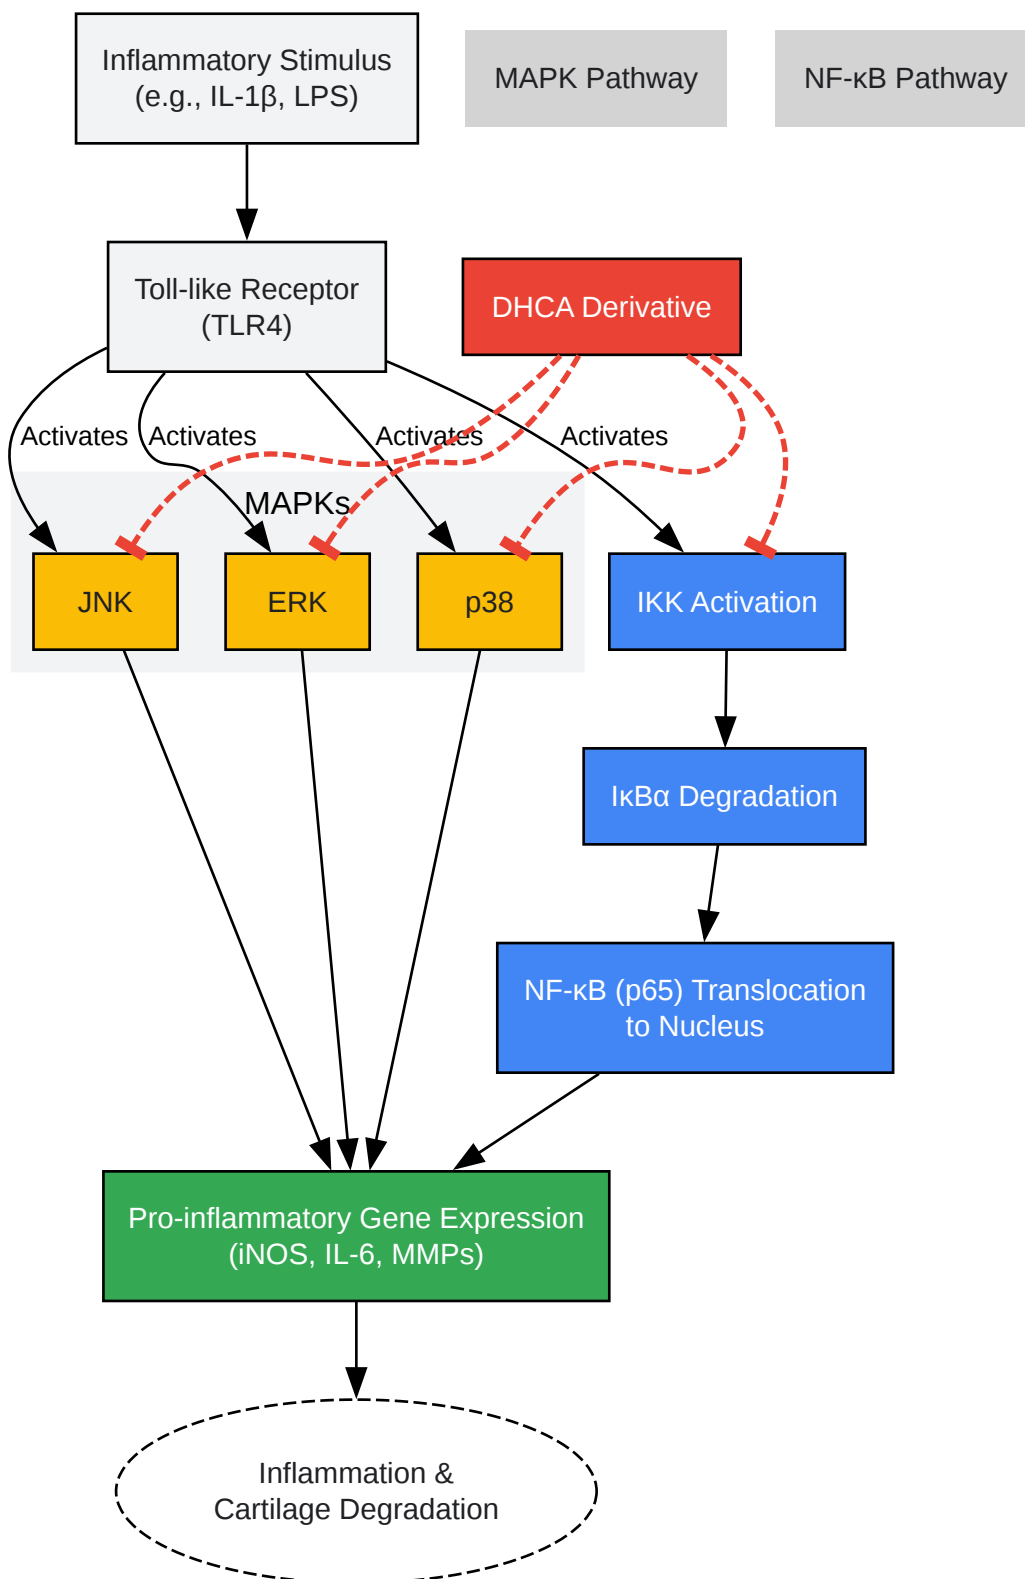 Inflammatory Stimulus
(e.g., IL-1β, LPS)
MAPK Pathway
NF-κB Pathway
Toll-like Receptor
(TLR4)
DHCA Derivative
Activates
Activates
Activates
Activates
MAPKs
JNK
ERK
p38
IKK Activation
IκBα Degradation
NF-κB (p65) Translocation
to Nucleus
Pro-inflammatory Gene Expression
(iNOS, IL-6, MMPs)
Inflammation &
Cartilage Degradation